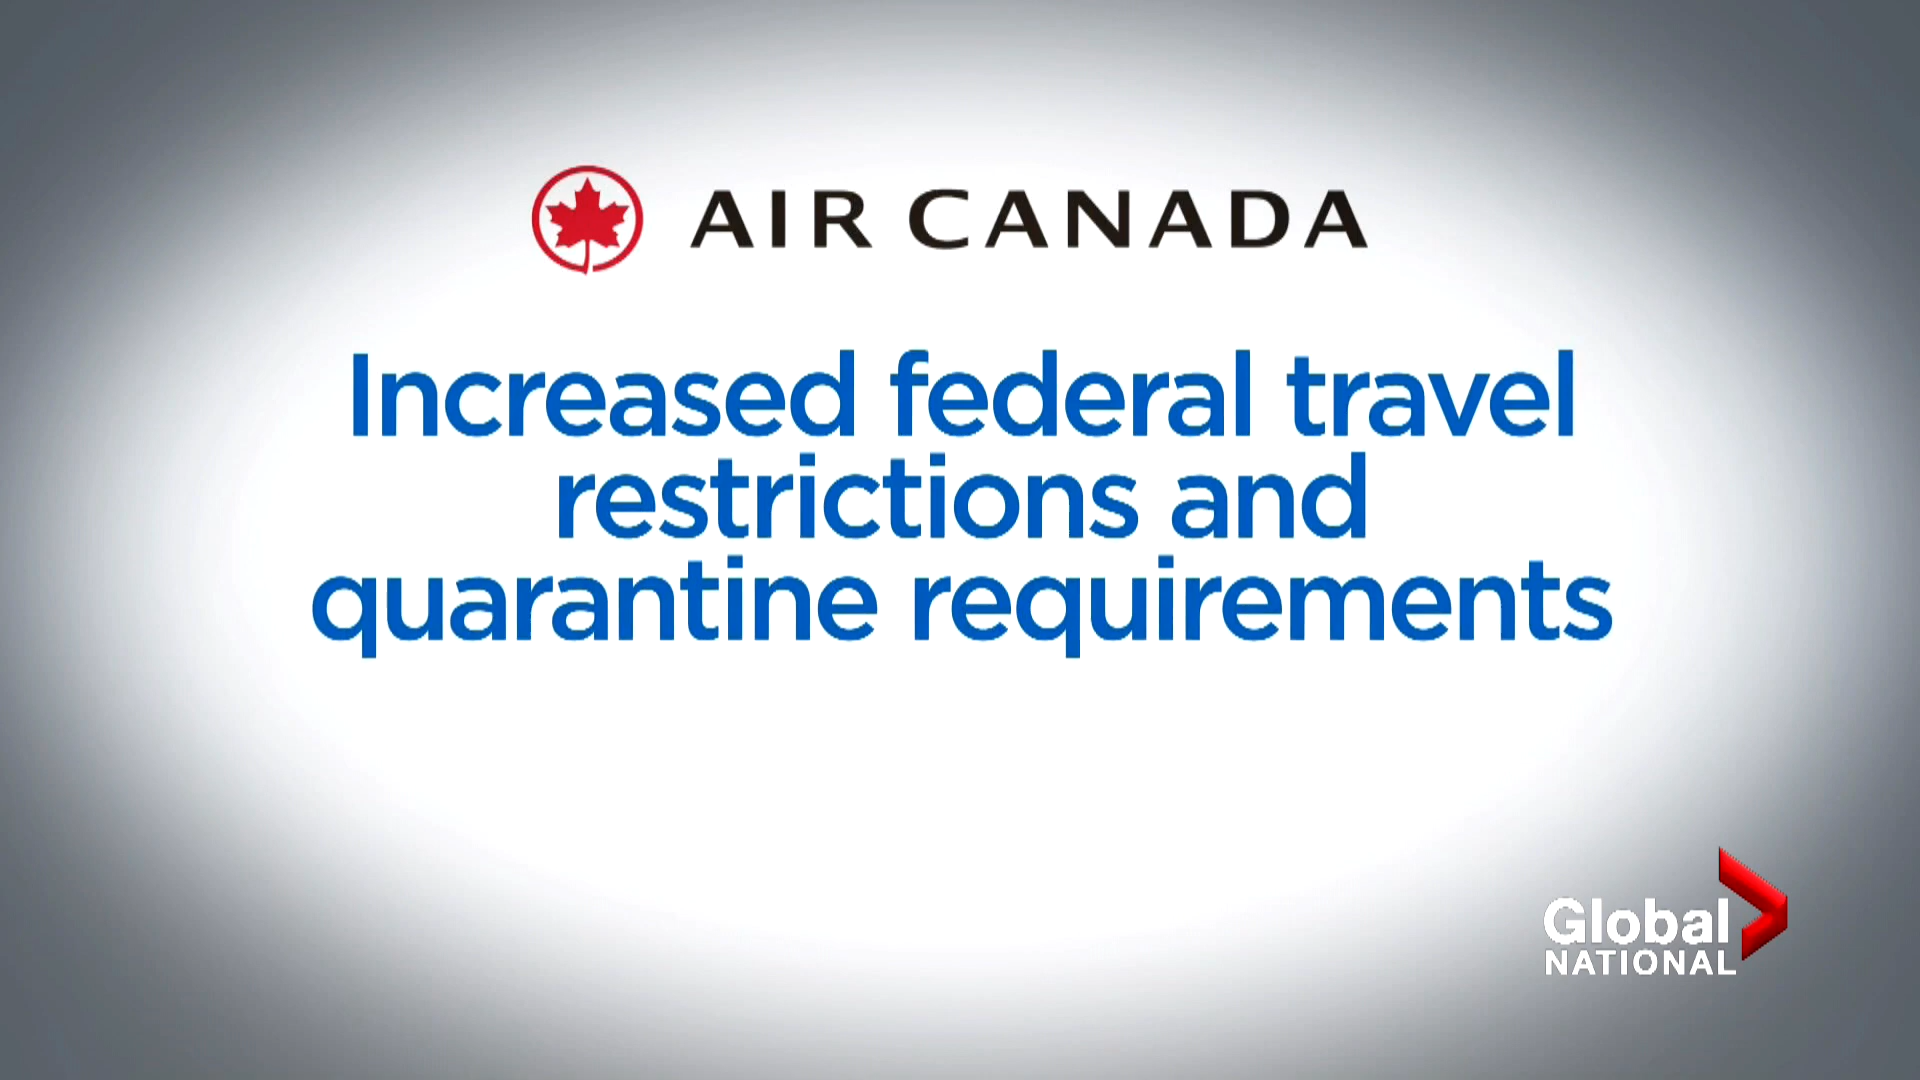 AIR CANADA
Increased federal travel
restrictions and
quarantine requirements
Global
NATIONAL